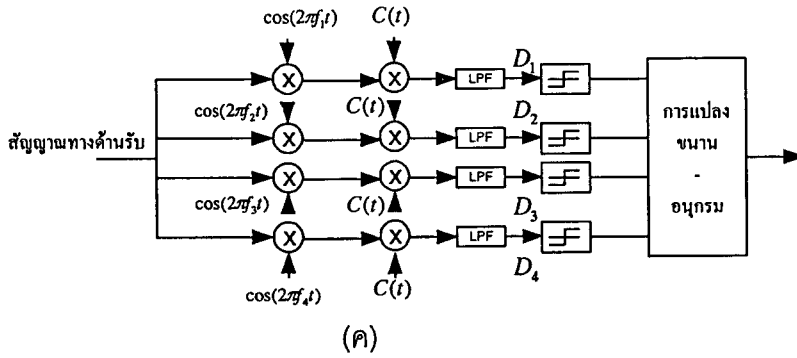 cos(2πf₁t) C(t)
LPF D₁
cos(2πf₂t) C(t)
LPF D₂
สัญญาณทางด้านรับ
LPF
cos(2πf₃t) C(t) D₃
LPF
D₄
cos(2πf₄t) C(t)
การแปลง
ขนาน
-
อนุกรม
(ค)